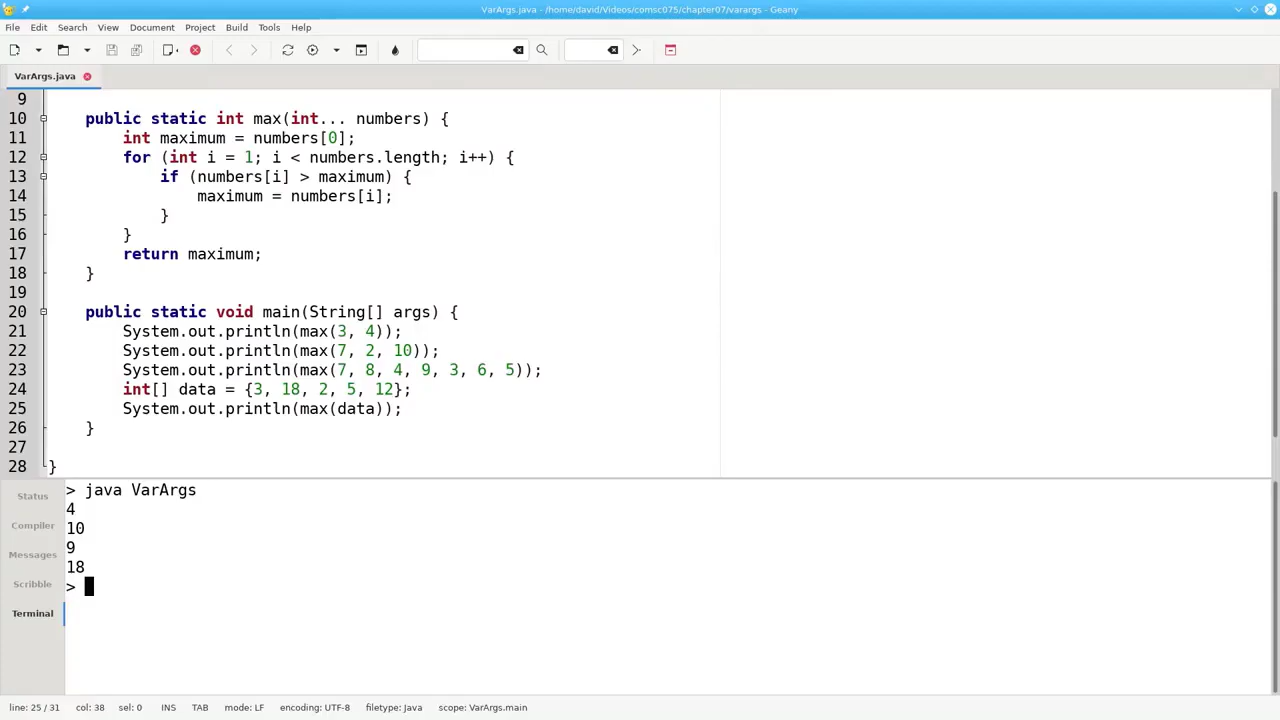 VarArgs.java - /home/david/Videos/comsc075/chapter07/varargs - Geany
File Edit Search View Document Project Build Tools Help
VarArgs.java
9
10 public static int max(int... numbers) {
11 int maximum = numbers[0];
12 for (int i = 1; i < numbers.length; i++) {
13 if (numbers[i] > maximum) {
14 maximum = numbers[i];
15 }
16 }
17 return maximum;
18 }
19
20 public static void main(String[] args) {
21 System.out.println(max(3, 4));
22 System.out.println(max(7, 2, 10));
23 System.out.println(max(7, 8, 4, 9, 3, 6, 5));
24 int[] data = {3, 18, 2, 5, 12};
25 System.out.println(max(data));
26 }
27
28 }
Status
Compiler
Messages
Scribble
Terminal
> java VarArgs
4
10
9
18
>
line: 25 / 31 col: 38 sel: 0 INS TAB mode: LF encoding: UTF-8 filetype: Java scope: VarArgs.main